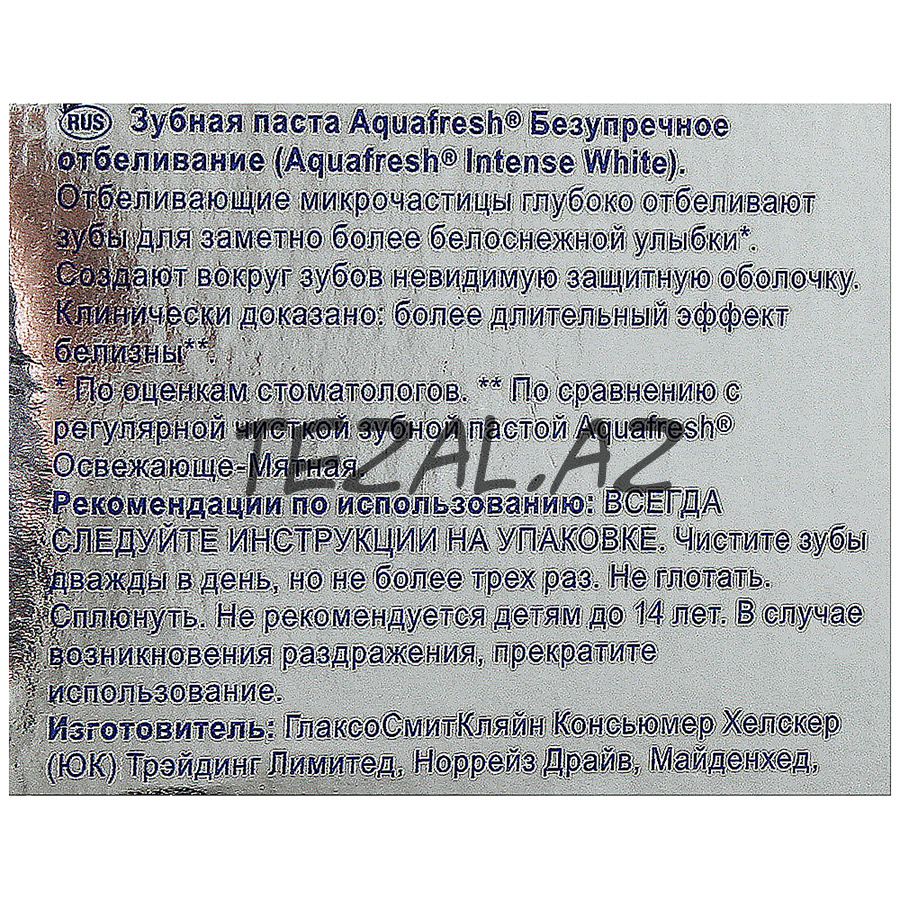 RUS Зубная паста Aquafresh® Безупречное
отбеливание (Aquafresh® Intense White).
Отбеливающие микрочастицы глубоко отбеливают
зубы для заметно более белоснежной улыбки*.
Создают вокруг зубов невидимую защитную оболочку.
Клинически доказано: более длительный эффект
белизны**.
* По оценкам стоматологов. ** По сравнению с
регулярной чисткой зубной пастой Aquafresh®
Освежающе-Мятная.
TEZAL.AZ
Рекомендации по использованию: ВСЕГДА
СЛЕДУЙТЕ ИНСТРУКЦИИ НА УПАКОВКЕ. Чистите зубы
дважды в день, но не более трех раз. Не глотать.
Сплюнуть. Не рекомендуется детям до 14 лет. В случае
возникновения раздражения, прекратите
использование.
Изготовитель: ГлаксоСмитКляйн Консьюмер Хелскер
(ЮК) Трэйдинг Лимитед, Норрейз Драйв, Майденхед,